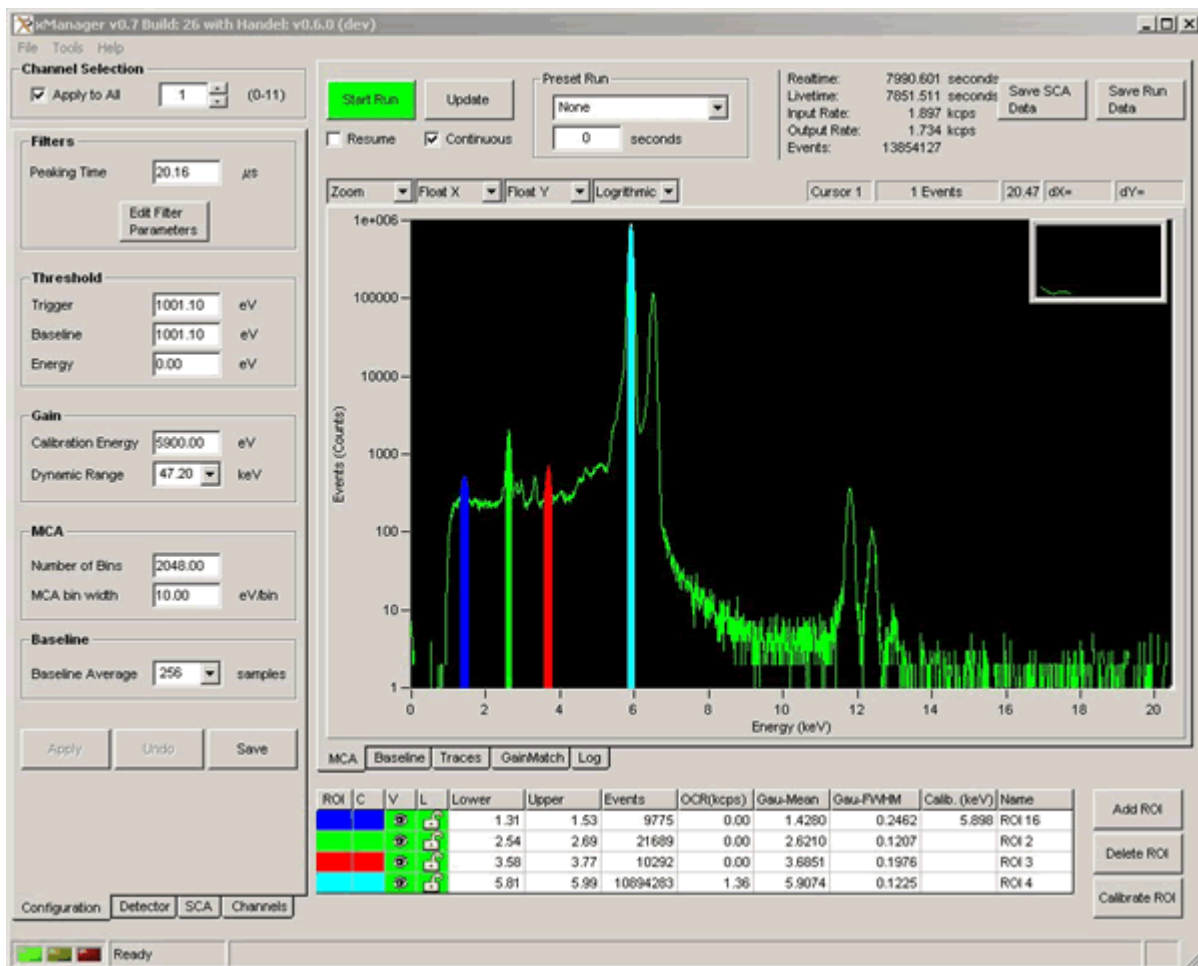 xManager v0.7 Build: 26 with Handel: v0.6.0 (dev)
File Tools Help
Channel Selection
Apply to All 1 (0-11)
Filters
Peaking Time 20.16 µs
Edit Filter
Parameters
Threshold
Trigger 1001.10 eV
Baseline 1001.10 eV
Energy 0.00 eV
Gain
Calibration Energy 5900.00 eV
Dynamic Range 47.20 keV
MCA
Number of Bins 2048.00
MCA bin width 10.00 eV/bin
Baseline
Baseline Average 256 samples
Apply Undo Save
Configuration Detector SCA Channels
Start Run Update
Resume Continuous
Preset Run
None
0 seconds
Realtime: 7990.601 seconds
Livetime: 7851.511 seconds
Input Rate: 1.897 kcps
Output Rate: 1.734 kcps
Events: 13854127
Save SCA
Data
Save Run
Data
Zoom Float X Float Y Logrithmic Cursor 1 1 Events 20.47 dX= dY=
1e+006
100000
10000
1000
100
10
1
Events (Counts)
0 2 4 6 8 10 12 14 16 18 20
Energy (keV)
MCA Baseline Traces GainMatch Log
ROI C V L Lower Upper Events OCR(kcps) Gau-Mean Gau-FWHM Calib. (keV) Name
1.31 1.53 9775 0.00 1.4280 0.2462 5.898 ROI 16
2.54 2.69 21689 0.00 2.6210 0.1207 ROI 2
3.58 3.77 10292 0.00 3.6851 0.1976 ROI 3
5.81 5.99 10894283 1.36 5.9074 0.1225 ROI 4
Add ROI
Delete ROI
Calibrate ROI
Ready